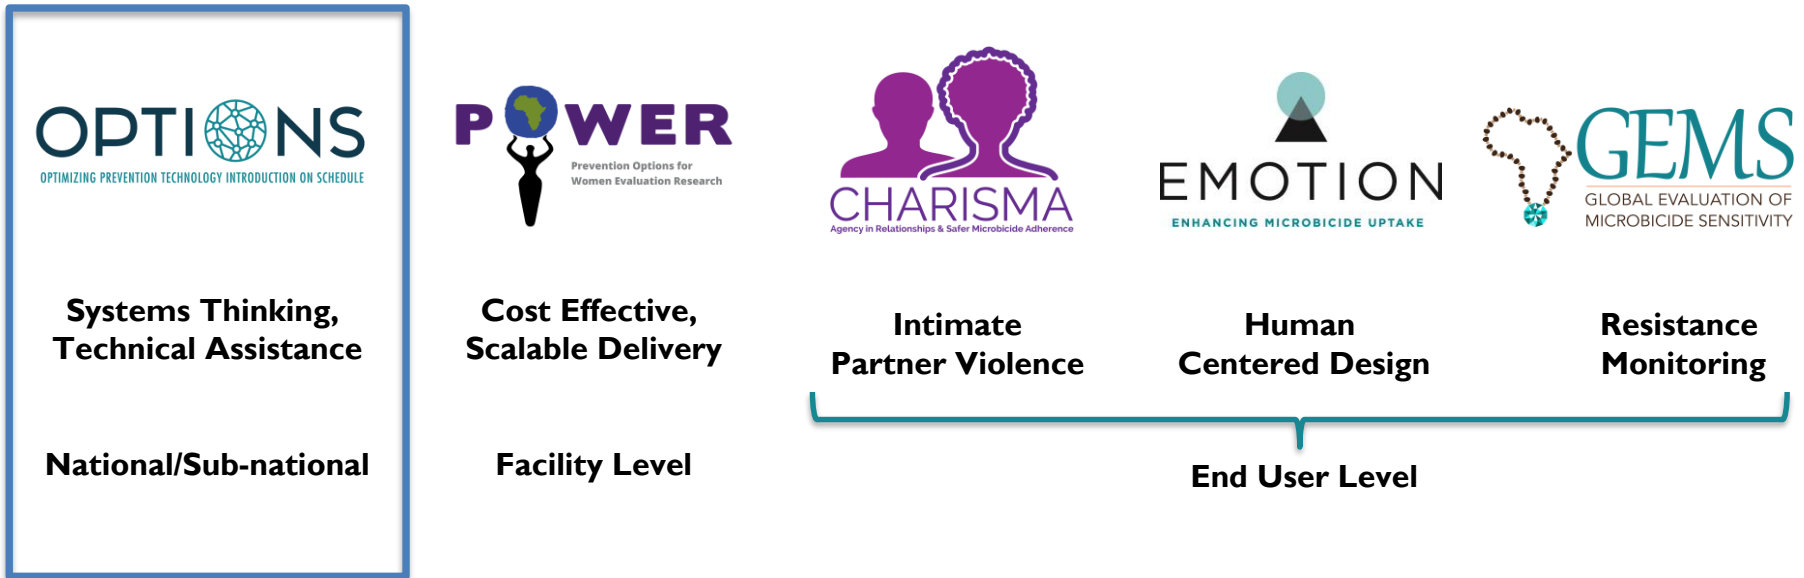 OPTIONS
OPTIMIZING PREVENTION TECHNOLOGY INTRODUCTION ON SCHEDULE
Systems Thinking,
Technical Assistance
National/Sub-national
POWER
Prevention Options for
Women Evaluation Research
Cost Effective,
Scalable Delivery
Facility Level
CHARISMA
Agency in Relationships & Safer Microbicide Adherence
Intimate
Partner Violence
EMOTION
ENHANCING MICROBICIDE UPTAKE
Human
Centered Design
GEMS
GLOBAL EVALUATION OF
MICROBICIDE SENSITIVITY
Resistance
Monitoring
End User Level